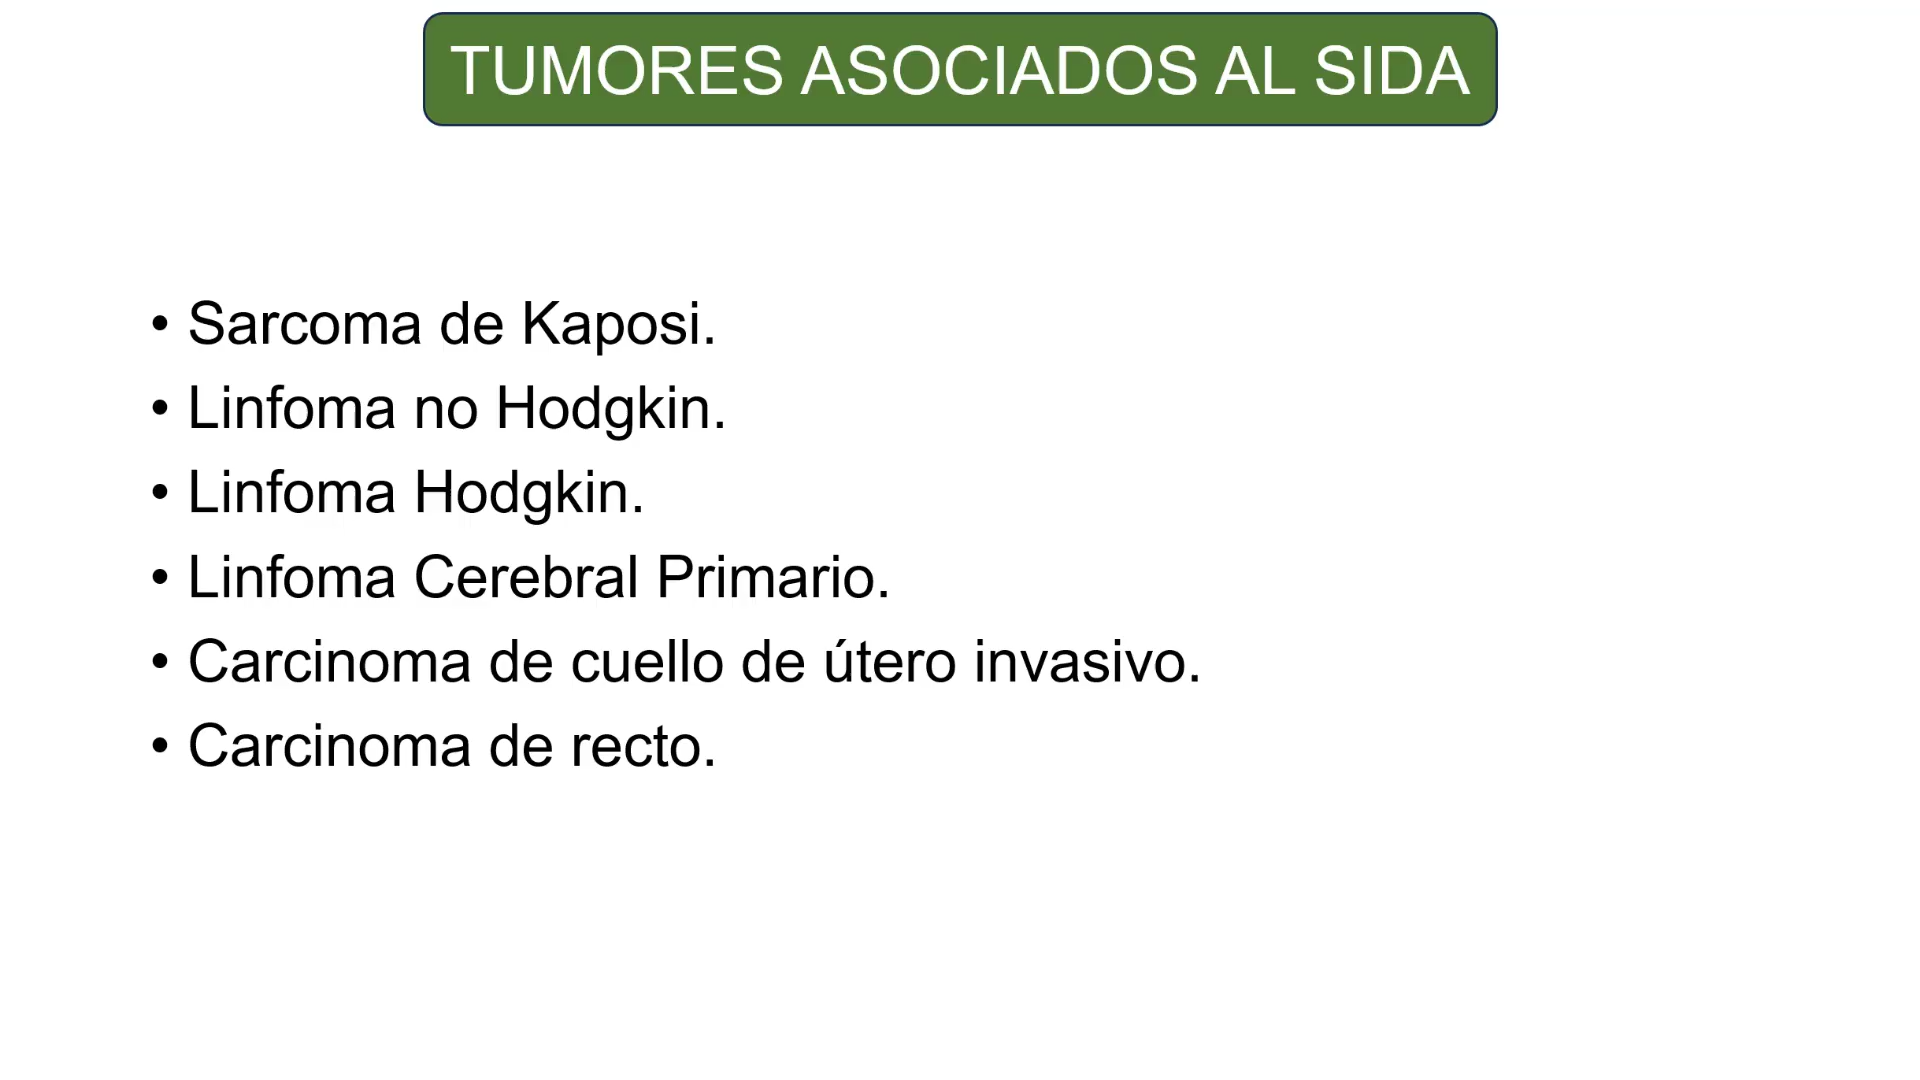 TUMORES ASOCIADOS AL SIDA
• Sarcoma de Kaposi.
• Linfoma no Hodgkin.
• Linfoma Hodgkin.
• Linfoma Cerebral Primario.
• Carcinoma de cuello de útero invasivo.
• Carcinoma de recto.